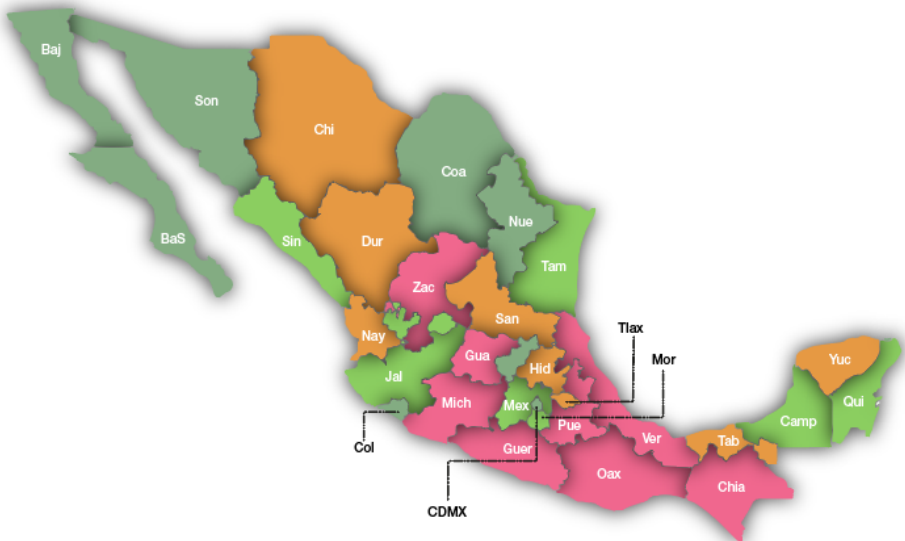 Baj
Son
Chi
Coa
Nue
BaS
Sin
Dur
Tam
Zac
San
Tlax
Nay
Mor
Gua
Hid
Yuc
Jal
Mich
Mex
Qui
Camp
Pue
Col
Guer
Ver
Tab
Oax
Chia
CDMX